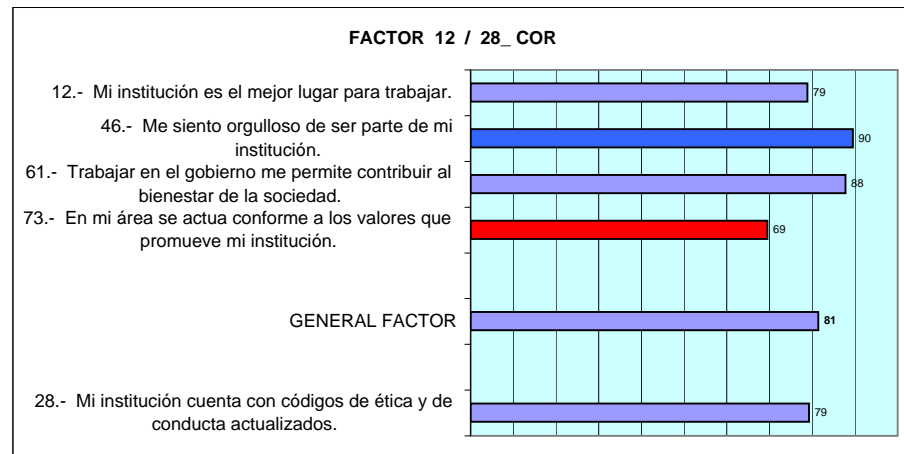 FACTOR 12 / 28_ COR
12.- Mi institución es el mejor lugar para trabajar.
79
46.- Me siento orgulloso de ser parte de mi
institución.
90
61.- Trabajar en el gobierno me permite contribuir al
bienestar de la sociedad.
88
73.- En mi área se actua conforme a los valores que
promueve mi institución.
69
GENERAL FACTOR
81
28.- Mi institución cuenta con códigos de ética y de
conducta actualizados.
79